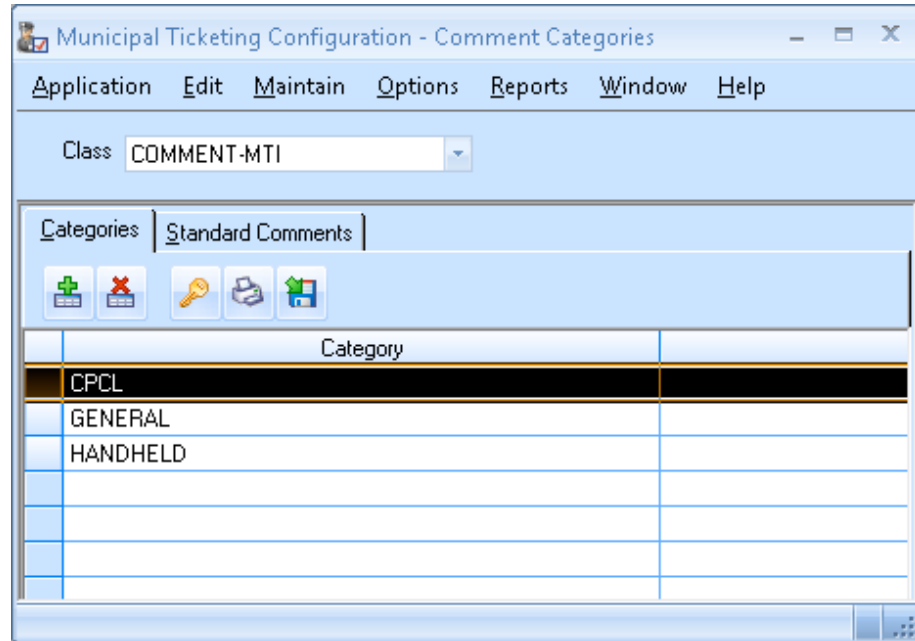 Municipal Ticketing Configuration - Comment Categories
Application Edit Maintain Options Reports Window Help
Class COMMENT-MTI
Categories Standard Comments
Category
CPCL
GENERAL
HANDHELD